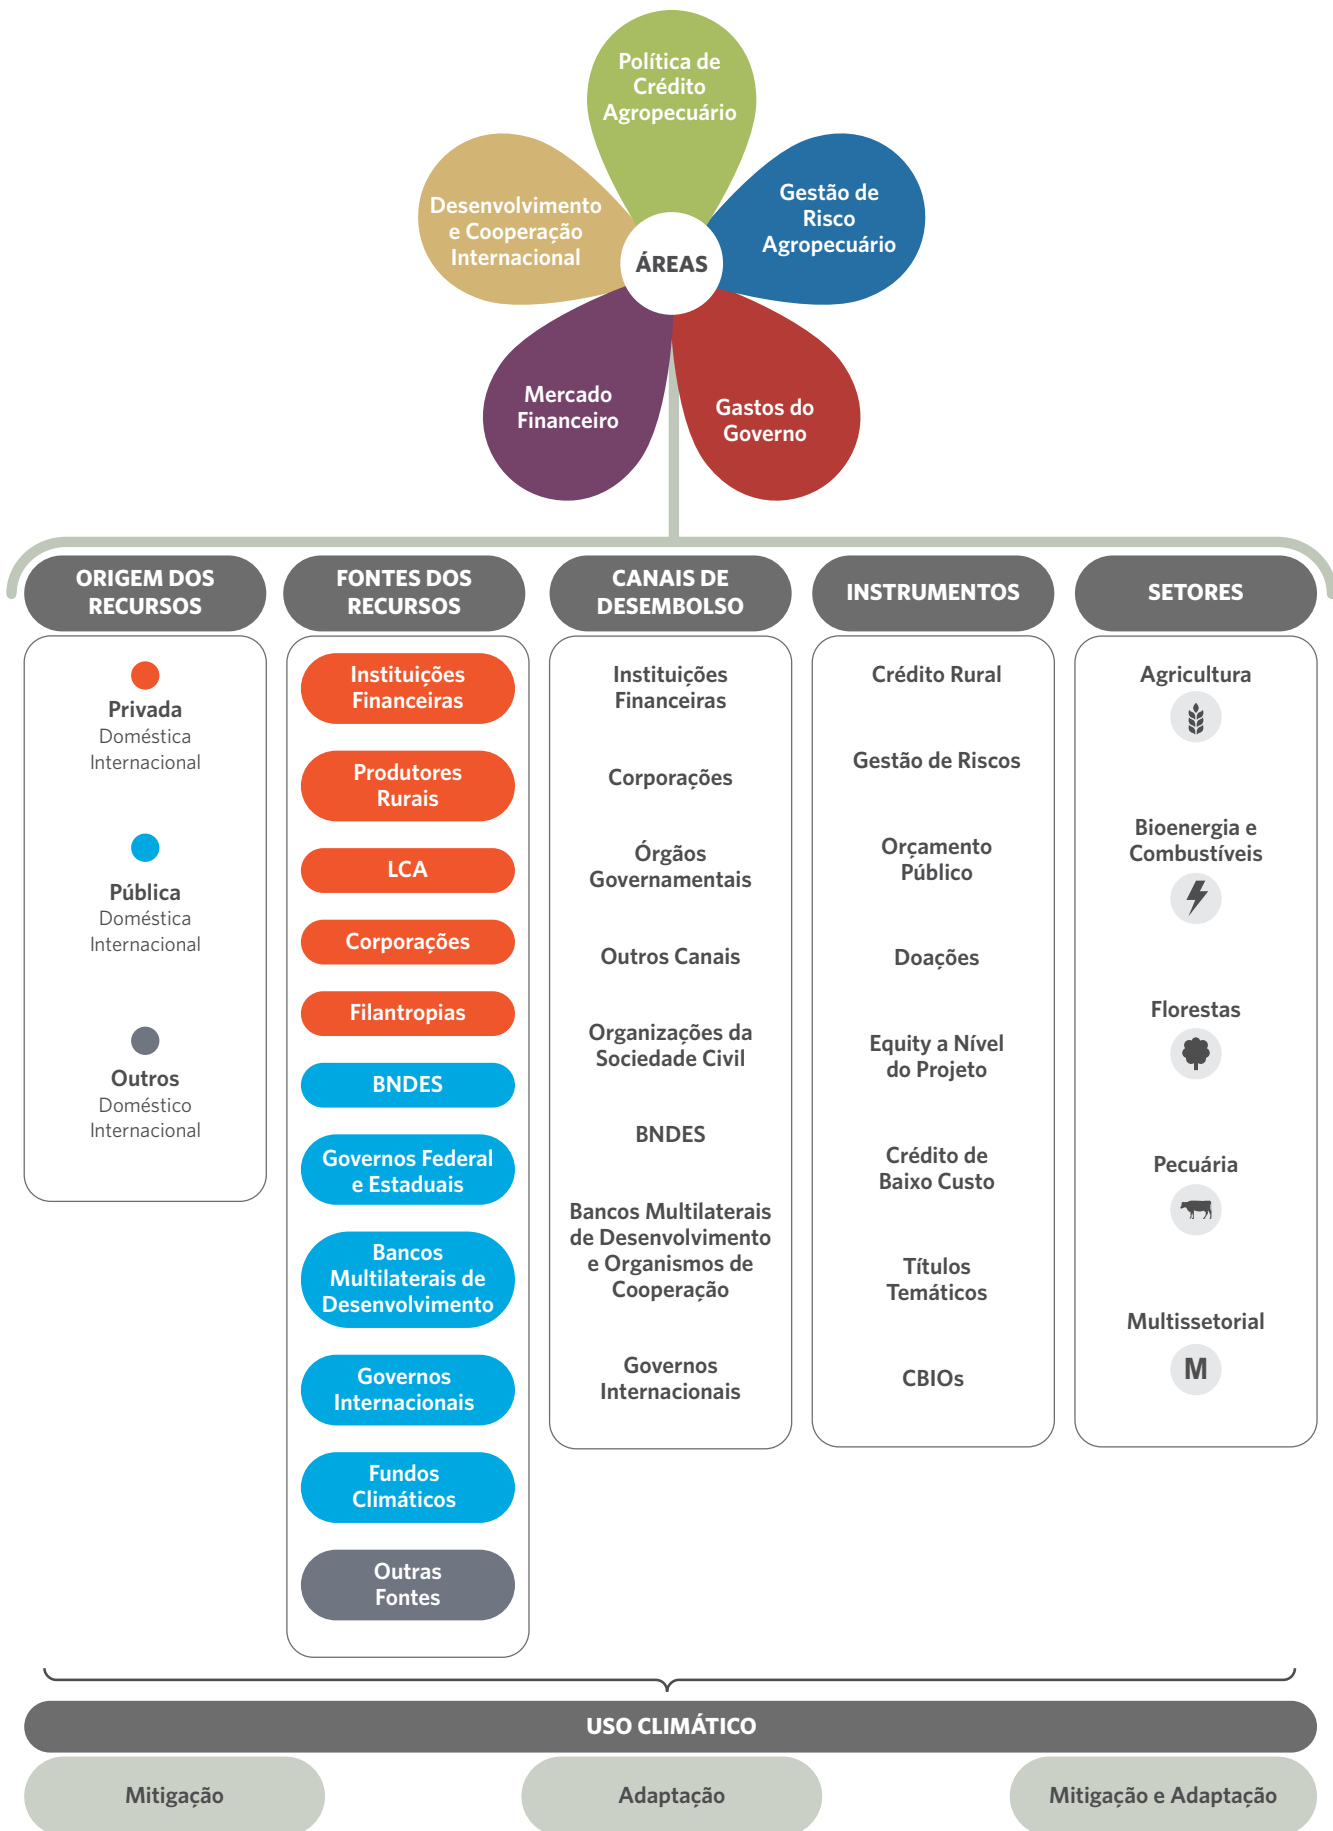 Política de
Crédito
Agropecuário
Desenvolvimento
e Cooperação
Internacional
Gestão de
Risco
Agropecuário
ÁREAS
Mercado
Financeiro
Gastos do
Governo
ORIGEM DOS
RECURSOS
Privada
Doméstica
Internacional
Pública
Doméstica
Internacional
Outros
Doméstico
Internacional
FONTES DOS
RECURSOS
Instituições
Financeiras
Produtores
Rurais
LCA
Corporações
Filantropias
BNDES
Governos Federal
e Estaduais
Bancos
Multilaterais de
Desenvolvimento
Governos
Internacionais
Fundos
Climáticos
Outras
Fontes
CANAIS DE
DESEMBOLSO
Instituições
Financeiras
Corporações
Órgãos
Governamentais
Outros Canais
Organizações da
Sociedade Civil
BNDES
Bancos Multilaterais
de Desenvolvimento
e Organismos de
Cooperação
Governos
Internacionais
INSTRUMENTOS
Crédito Rural
Gestão de Riscos
Orçamento
Público
Doações
Equity a Nível
do Projeto
Crédito de
Baixo Custo
Títulos
Temáticos
CBIOs
SETORES
Agricultura
Bioenergia e
Combustíveis
Florestas
Pecuária
Multissetorial
M
USO CLIMÁTICO
Mitigação
Adaptação
Mitigação e Adaptação